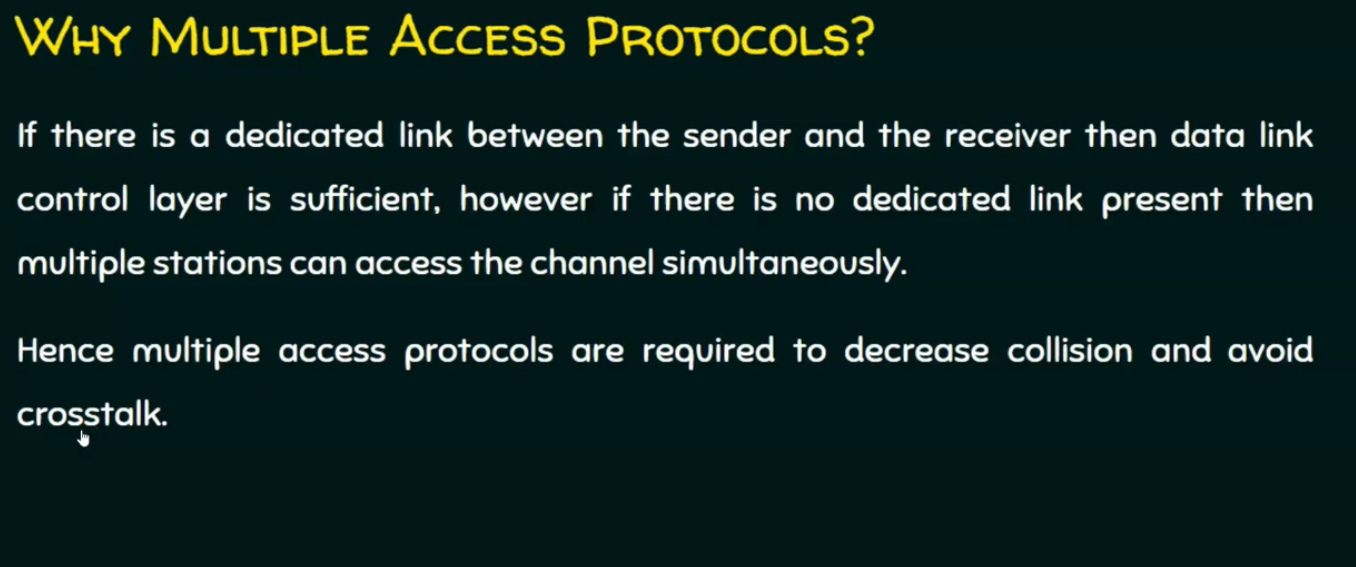 Why Multiple Access Protocols?
If there is a dedicated link between the sender and the receiver then data link
control layer is sufficient, however if there is no dedicated link present then
multiple stations can access the channel simultaneously.
Hence multiple access protocols are required to decrease collision and avoid
crosstalk.